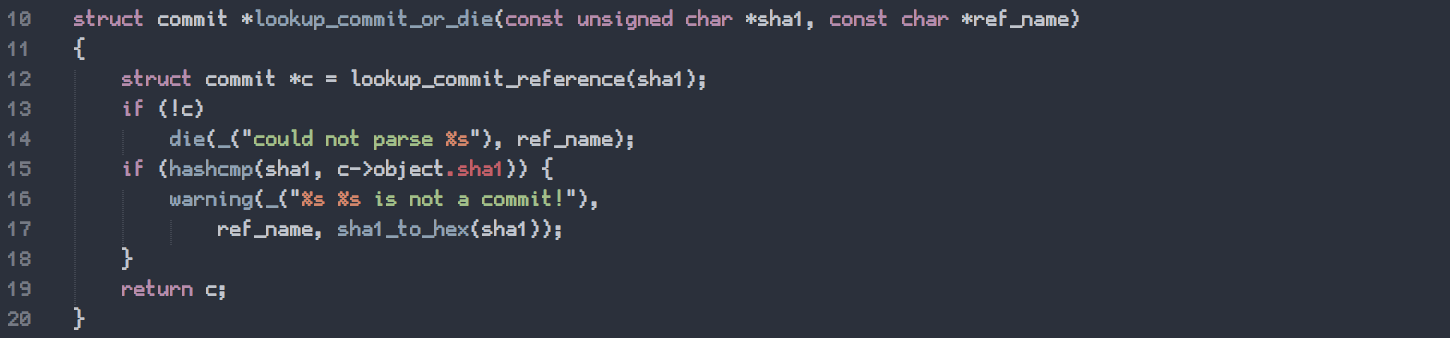 10 struct commit *lookup_commit_or_die(const unsigned char *sha1, const char *ref_name)
11 {
12     struct commit *c = lookup_commit_reference(sha1);
13     if (!c)
14         die(_("could not parse %s"), ref_name);
15     if (hashcmp(sha1, c->object.sha1)) {
16         warning(_("%s %s is not a commit!"),
17             ref_name, sha1_to_hex(sha1));
18     }
19     return c;
20 }